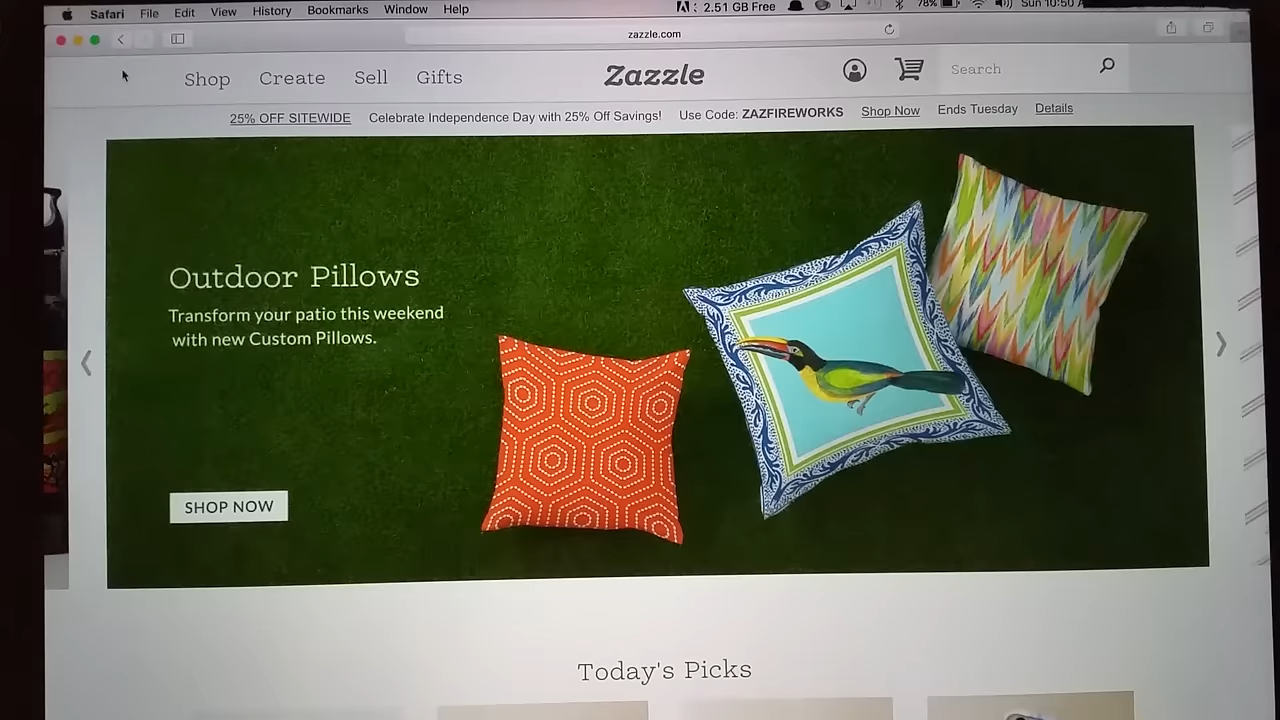 Safari File Edit View History Bookmarks Window Help 2.51 GB Free 78% Sun 10:50
zazzle.com
Shop Create Sell Gifts Zazzle Search
25% OFF SITEWIDE Celebrate Independence Day with 25% Off Savings! Use Code: ZAZFIREWORKS Shop Now Ends Tuesday Details
Outdoor Pillows
Transform your patio this weekend
with new Custom Pillows.
SHOP NOW
Today's Picks